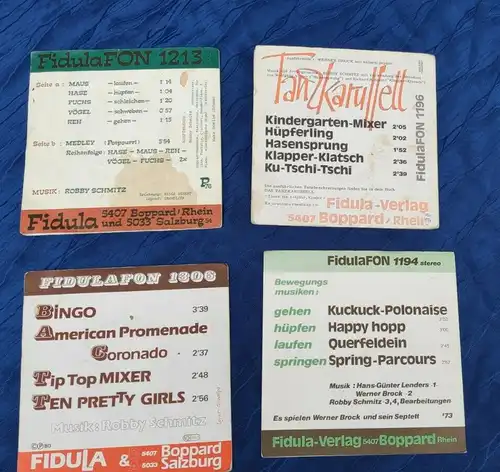 FidulaFON 1213
Seite a : MAUS – laufen – 1'14
HASE – hüpfen – 1'04
FUCHS – schleichen – 1'20
VÖGEL – schweben – 0'57
REH – gehen – 1'15
Seite b : MEDLEY (Potpourri) 5'54
Reihenfolge: HASE – MAUS – REH –
VÖGEL – FUCHS – 2x
MUSIK: ROBBY SCHMITZ
Fidula 5407 Boppard/Rhein
und 5033 Salzburg
Tanzkarussell
Kindergarten-Mixer 2'05
Hüpferling 2'02
Hasensprung 1'52
Klapper-Klatsch 2'36
Ku-Tschi-Tschi 2'39
FidulaFON 1196
Fidula-Verlag
5407 Boppard/Rhein
FIDULAFON 1306
BINGO 3'39
American Promenade
Coronado 2'37
Tip Top MIXER 2'48
TEN PRETTY GIRLS 2'56
Musik: Robby Schmitz
FIDULA & 5407 Boppard
5033 Salzburg
FidulaFON 1194 stereo
Bewegungs
musiken:
gehen Kuckuck-Polonaise
hüpfen Happy hopp
laufen Querfeldein
springen Spring-Parcours
Musik: Hans-Günter Lenders 1
Werner Brock 2
Robby Schmitz 3,4, Bearbeitungen
Es spielen Werner Brock und sein Septett '73
Fidula-Verlag 5407 Boppard Rhein